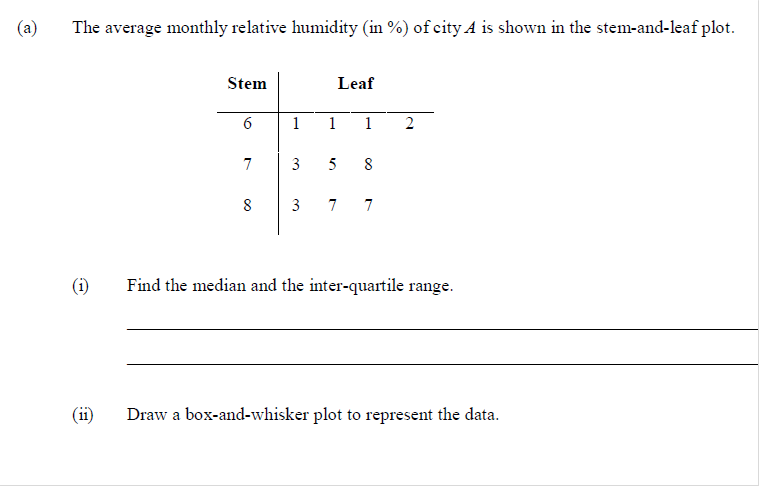 (a) The average monthly relative humidity (in %) of city A is shown in the stem-and-leaf plot.
Stem Leaf
6 1 1 1 2
7 3 5 8
8 3 7 7
(i) Find the median and the inter-quartile range.
(ii) Draw a box-and-whisker plot to represent the data.